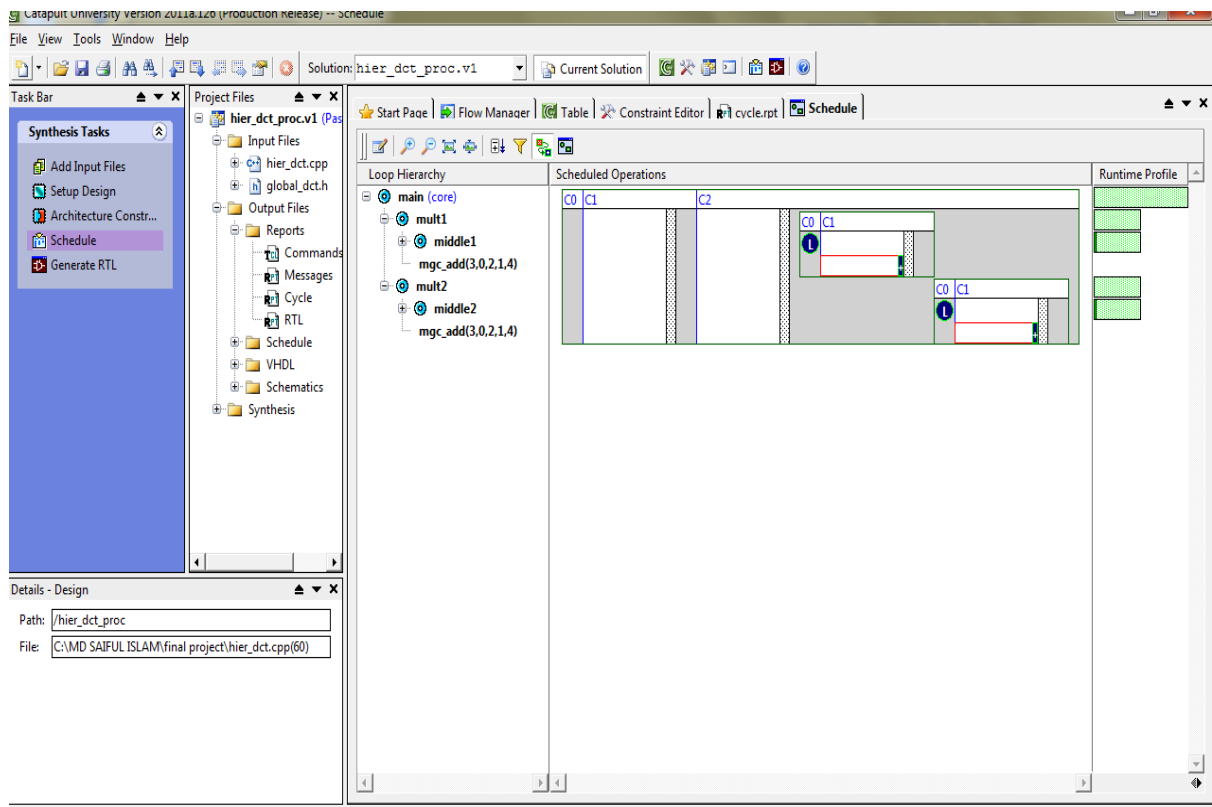 Catapult University Version 2011a.126 (Production Release) -- Schedule
File View Tools Window Help
Solution: hier_dct_proc.v1 Current Solution
Task Bar
Synthesis Tasks
Add Input Files
Setup Design
Architecture Constr...
Schedule
Generate RTL
Project Files
hier_dct_proc.v1 (Pas
Input Files
hier_dct.cpp
global_dct.h
Output Files
Reports
Commands
Messages
Cycle
RTL
Schedule
VHDL
Schematics
Synthesis
Start Page Flow Manager Table Constraint Editor cycle.rpt Schedule
Loop Hierarchy Scheduled Operations Runtime Profile
main (core)
mult1
middle1
mgc_add(3,0,2,1,4)
mult2
middle2
mgc_add(3,0,2,1,4)
C0 C1 C2
C0 C1
L
+
C0 C1
L
+
Details - Design
Path: /hier_dct_proc
File: C:\MD SAIFUL ISLAM\final project\hier_dct.cpp(60)